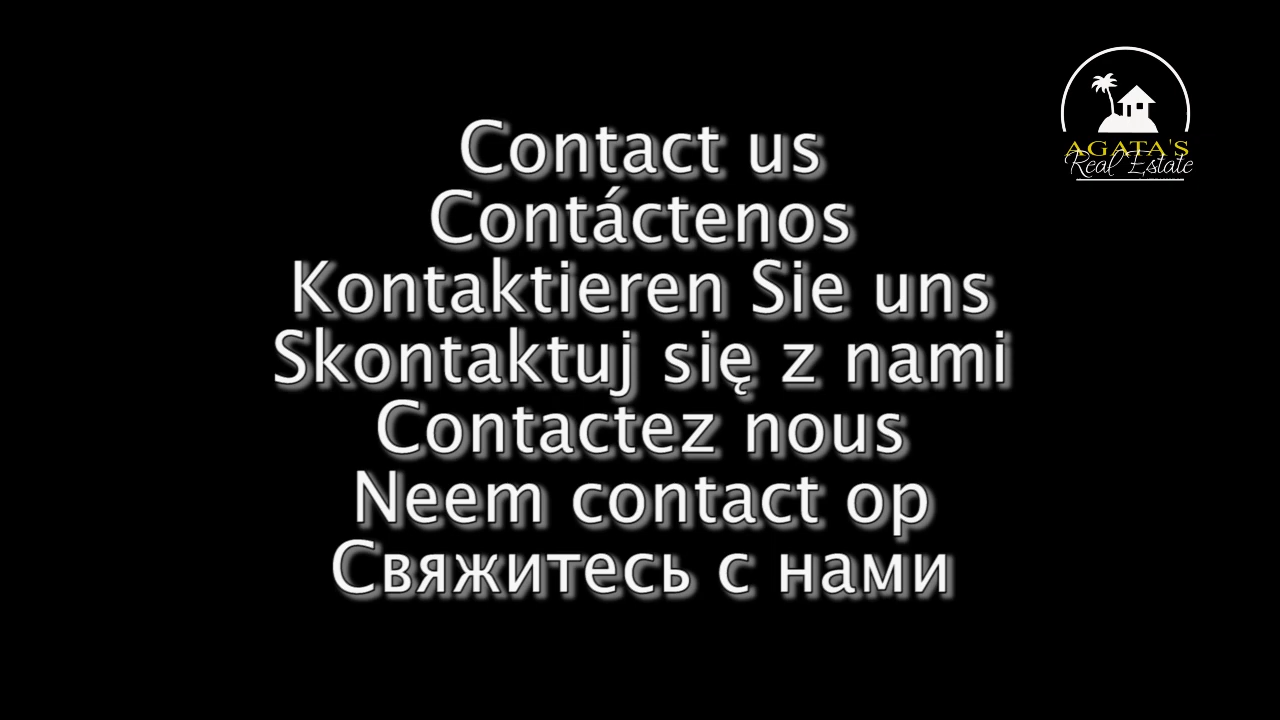 Contact us
Contáctenos
Kontaktieren Sie uns
Skontaktuj się z nami
Contactez nous
Neem contact op
Свяжитесь с нами
AGATA'S
Real Estate